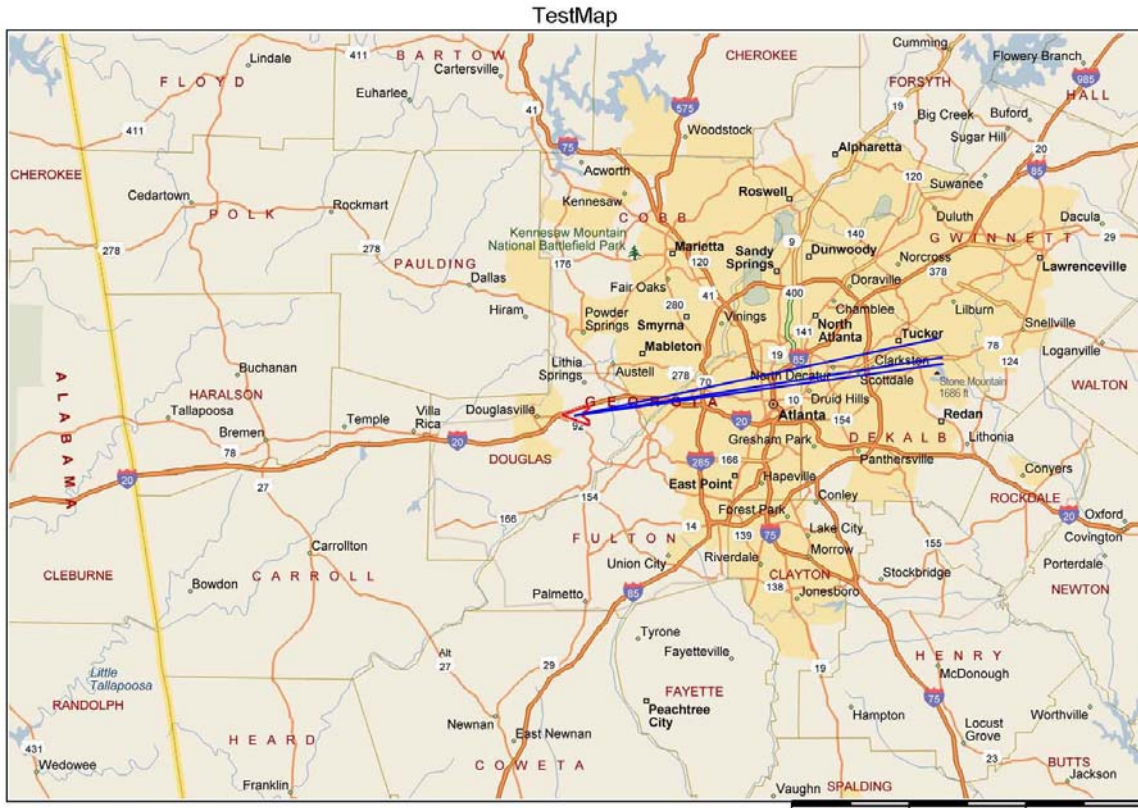 TestMap
Cumming
Flowery Branch
Lindale
411
BARTOW
CHEROKEE
985
FLOYD
Cartersville
FORSYTH
HALL
Euharlee
41
575
19
Big Creek
Buford
411
Woodstock
Sugar Hill
75
Alpharetta
20
CHEROKEE
Acworth
85
120
Suwanee
Cedartown
Kennesaw
Roswell
POLK
Rockmart
COBB
Duluth
Dacula
Kennesaw Mountain
National Battlefield Park
140
GWINNETT
29
278
278
9
Marietta
Sandy
Springs
Dunwoody
Norcross
PAULDING
176
120
378
Lawrenceville
Dallas
Doraville
Fair Oaks
41
400
Hiram
280
Chamblee
Lilburn
Powder
Springs
Smyrna
Vinings
141
North
Atlanta
Tucker
Snellville
Mableton
19
85
78
Lithia
Springs
Clarkston
124
Loganville
Buchanan
Austell
278
70
North Decatur
Scottdale
Stone Mountain
1686 ft
WALTON
ALABAMA
HARALSON
GEORGIA
10
Druid Hills
Tallapoosa
Temple
Villa
Rica
Douglasville
Atlanta
Redan
92
20
154
Bremen
20
Gresham Park
DEKALB
Lithonia
78
DOUGLAS
285
166
Panthersville
20
27
East Point
Hapeville
Conyers
154
ROCKDALE
Conley
166
14
Forest Park
20
Oxford
FULTON
139
75
Lake City
155
Covington
Carrollton
Union City
Riverdale
Morrow
Porterdale
CLEBURNE
CARROLL
CLAYTON
Stockbridge
Bowdon
85
138
NEWTON
Palmetto
Jonesboro
Tyrone
Alt
27
Fayetteville
HENRY
29
19
McDonough
Little
Tallapoosa
FAYETTE
75
RANDOLPH
Peachtree
City
Hampton
Worthville
Newnan
Locust
Grove
431
HEARD
East Newnan
23
Wedowee
COWETA
BUTTS
Franklin
Jackson
Vaughn
SPALDING